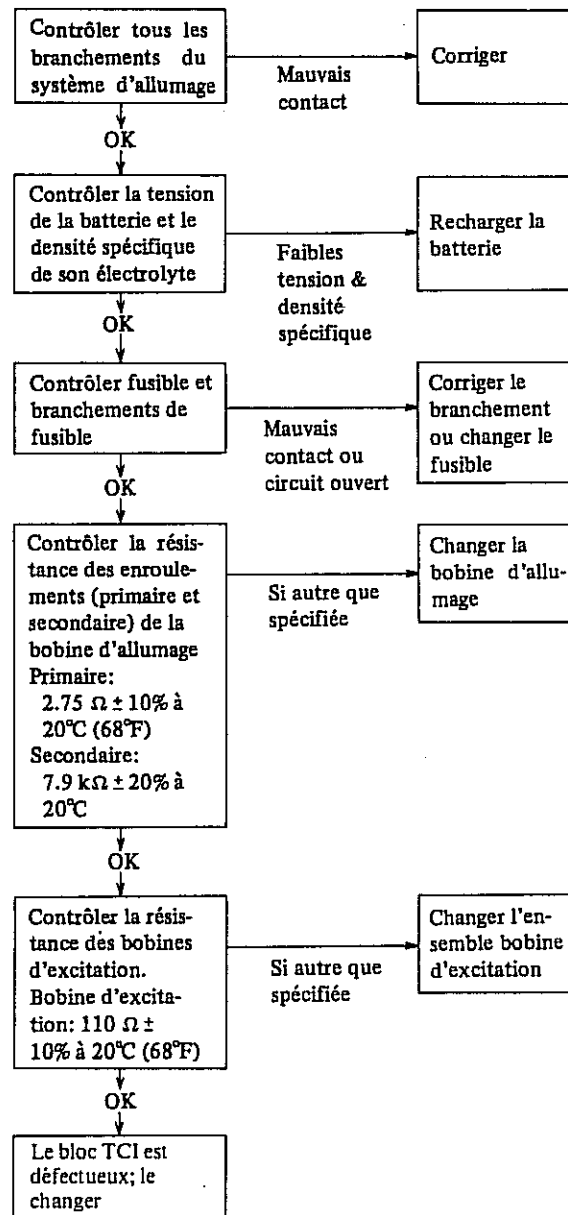 Contrôler tous les
branchements du
système d'allumage
Mauvais
contact
Corriger
OK
Contrôler la tension
de la batterie et le
densité spécifique
de son électrolyte
Faibles
tension &
densité
spécifique
Recharger la
batterie
OK
Contrôler fusible et
branchements de
fusible
Mauvais
contact ou
circuit ouvert
Corriger le
branchement
ou changer le
fusible
OK
Contrôler la résis-
tance des enroule-
ments (primaire et
secondaire) de la
bobine d'allumage
Primaire:
2.75 Ω ± 10% à
20°C (68°F)
Secondaire:
7.9 kΩ ± 20% à
20°C
Si autre que
spécifiée
Changer la
bobine d'allu-
mage
OK
Contrôler la résis-
tance des bobines
d'excitation.
Bobine d'excita-
tion: 110 Ω ±
10% à 20°C (68°F)
Si autre que
spécifiée
Changer l'en-
semble bobine
d'excitation
OK
Le bloc TCI est
défectueux; le
changer